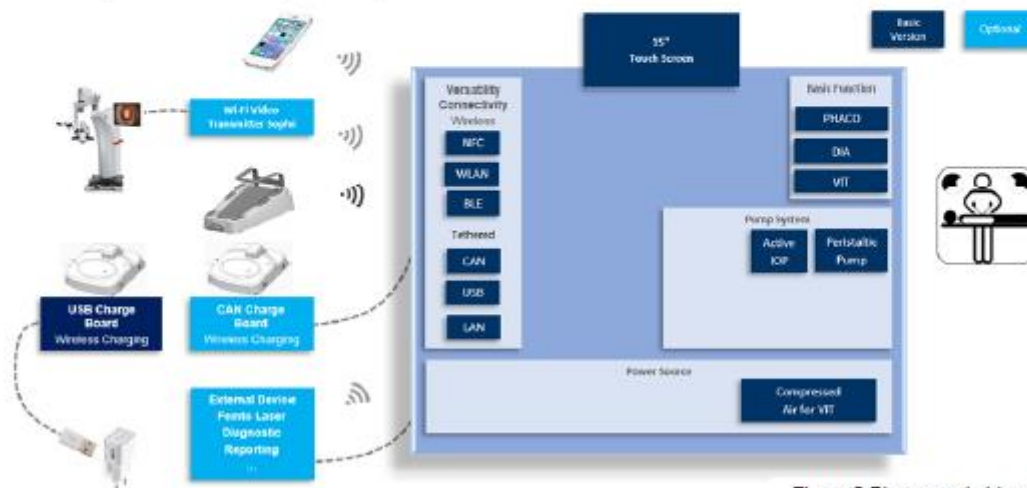 15"
Touch Screen
Basic
Version
Optional
Wi-Fi Video
Transmitter Sophi
Versatility
Connectivity
Wireless
NFC
WLAN
BLE
Tethered
CAN
USB
LAN
Basis Function
PHACO
DIA
VIT
Pump System
Active
IOP
Peristaltic
Pump
USB Charge
Board
Wireless Charging
CAN Charge
Board
Wireless Charging
External Device
Femto Laser
Diagnostic
Reporting
...
Power Source
Compressed
Air for VIT